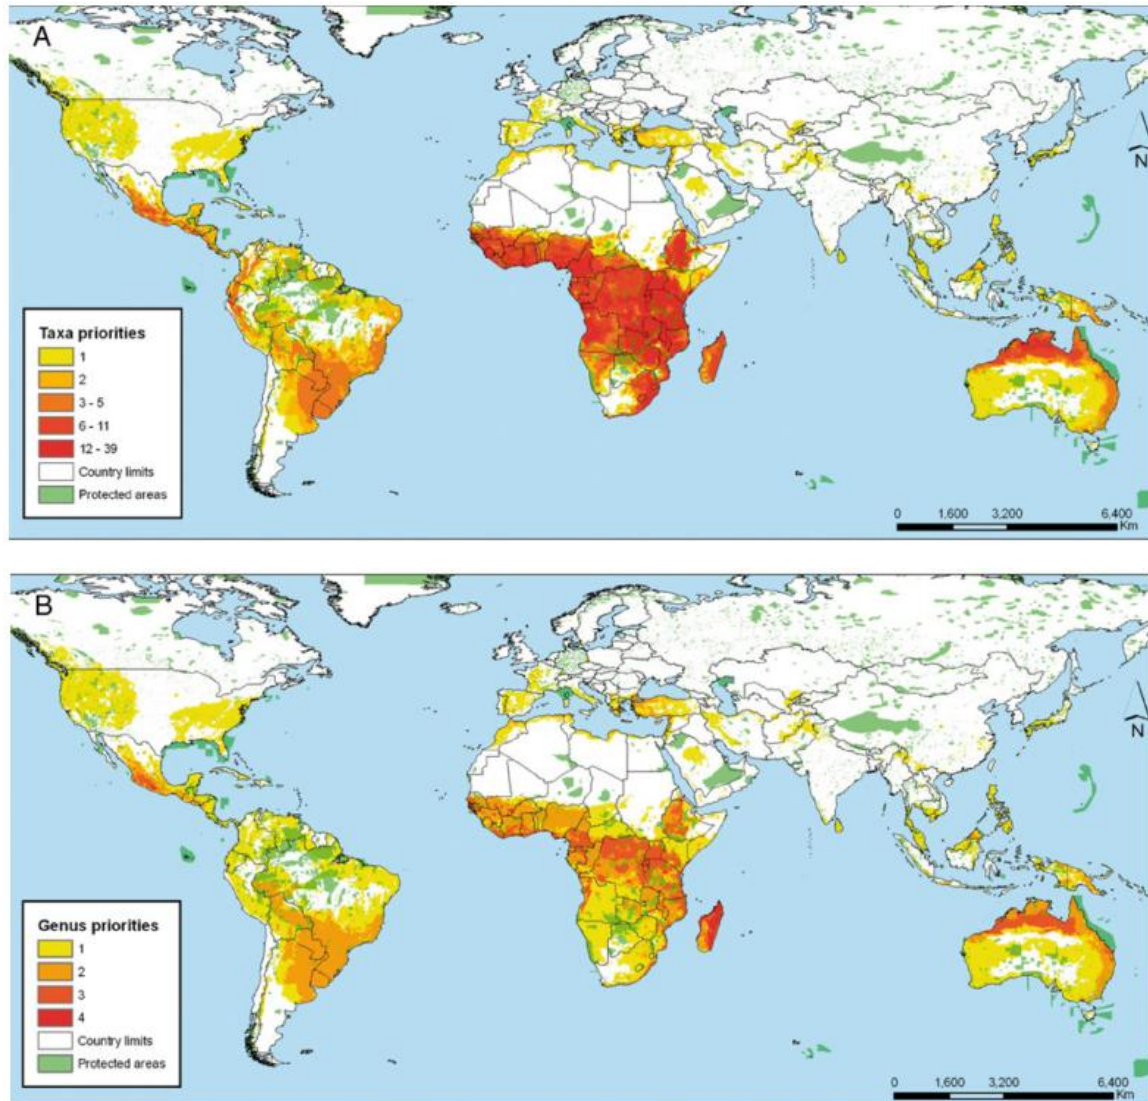 A
N
Taxa priorities
1
2
3 - 5
6 - 11
12 - 39
Country limits
Protected areas
0 1,600 3,200 6,400
Km
B
N
Genus priorities
1
2
3
4
Country limits
Protected areas
0 1,600 3,200 6,400
Km